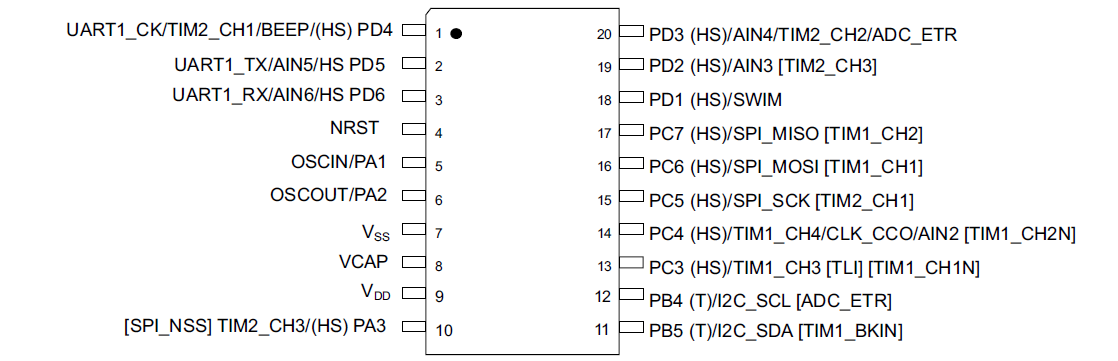 UART1_CK/TIM2_CH1/BEEP/(HS) PD4 1 20 PD3 (HS)/AIN4/TIM2_CH2/ADC_ETR
UART1_TX/AIN5/HS PD5 2 19 PD2 (HS)/AIN3 [TIM2_CH3]
UART1_RX/AIN6/HS PD6 3 18 PD1 (HS)/SWIM
NRST 4 17 PC7 (HS)/SPI_MISO [TIM1_CH2]
OSCIN/PA1 5 16 PC6 (HS)/SPI_MOSI [TIM1_CH1]
OSCOUT/PA2 6 15 PC5 (HS)/SPI_SCK [TIM2_CH1]
VSS 7 14 PC4 (HS)/TIM1_CH4/CLK_CCO/AIN2 [TIM1_CH2N]
VCAP 8 13 PC3 (HS)/TIM1_CH3 [TLI] [TIM1_CH1N]
VDD 9 12 PB4 (T)/I2C_SCL [ADC_ETR]
[SPI_NSS] TIM2_CH3/(HS) PA3 10 11 PB5 (T)/I2C_SDA [TIM1_BKIN]